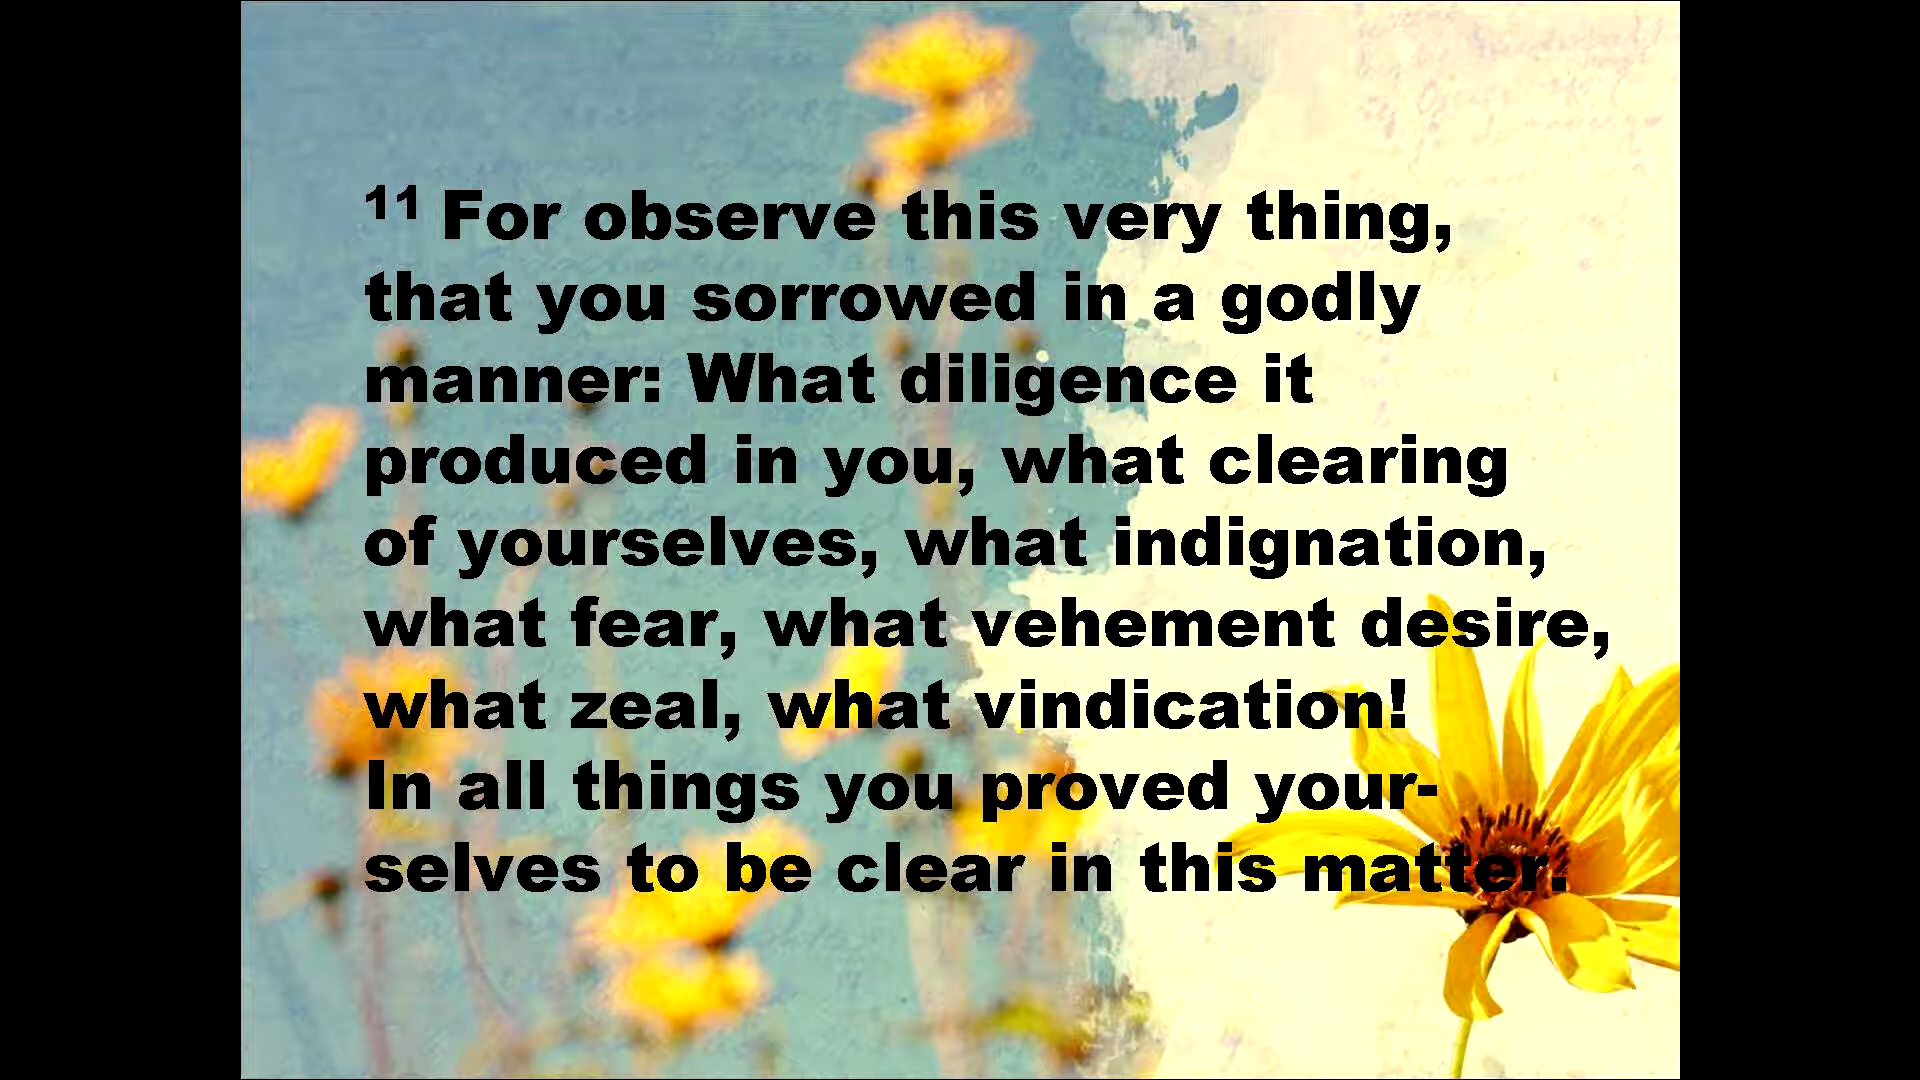 11 For observe this very thing,
that you sorrowed in a godly
manner: What diligence it
produced in you, what clearing
of yourselves, what indignation,
what fear, what vehement desire,
what zeal, what vindication!
In all things you proved your-
selves to be clear in this matter.